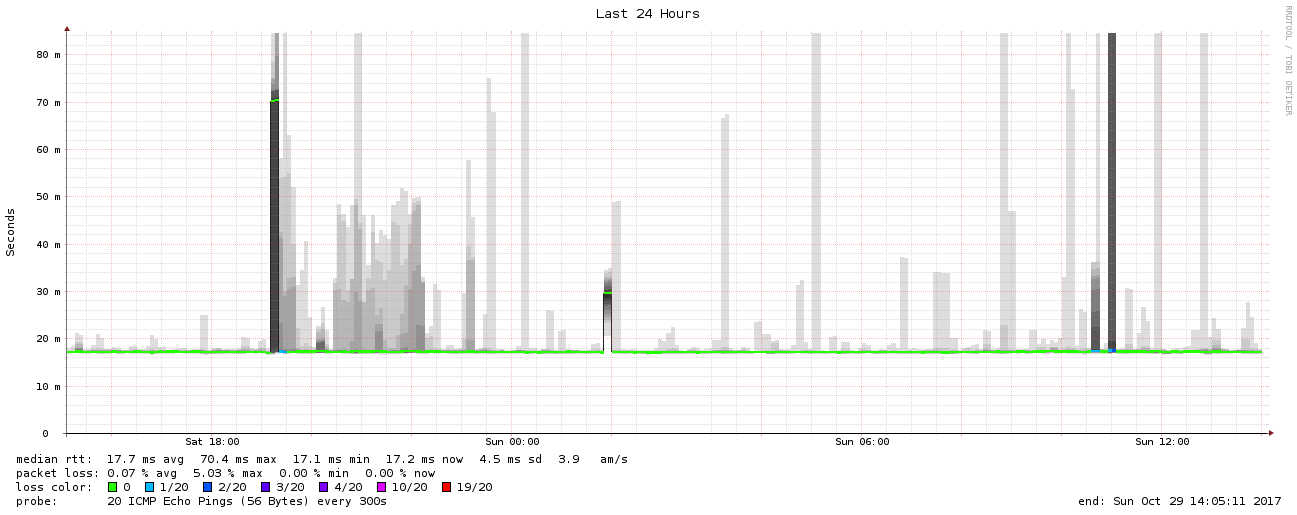 Last 24 Hours
RRDTOOL / TOBI OETIKER
Seconds
80 m
70 m
60 m
50 m
40 m
30 m
20 m
10 m
0
Sat 18:00 Sun 00:00 Sun 06:00 Sun 12:00
median rtt: 17.7 ms avg 70.4 ms max 17.1 ms min 17.2 ms now 4.5 ms sd 3.9 am/s
packet loss: 0.07 % avg 5.03 % max 0.00 % min 0.00 % now
loss color: 0 1/20 2/20 3/20 4/20 10/20 19/20
probe: 20 ICMP Echo Pings (56 Bytes) every 300s end: Sun Oct 29 14:05:11 2017